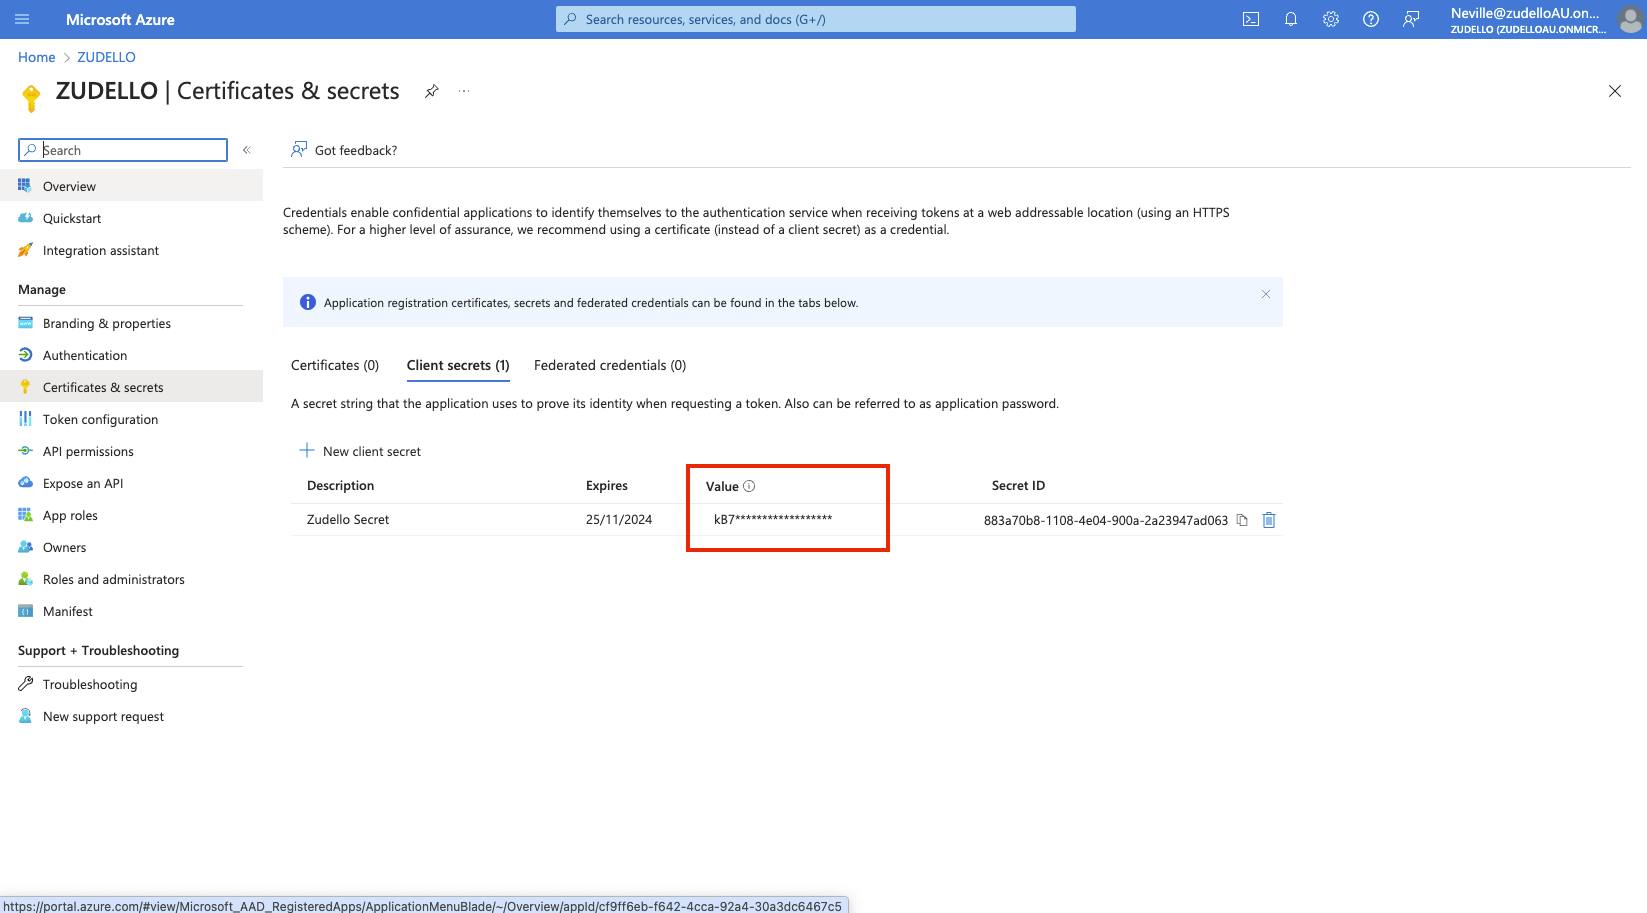 Microsoft Azure
Search resources, services, and docs (G+/)
Neville@zudelloAU.on...
ZUDELLO (ZUDELLOAU.ONMICR...
Home > ZUDELLO
ZUDELLO | Certificates & secrets
Search
Got feedback?
Overview
Quickstart
Integration assistant
Manage
Branding & properties
Authentication
Certificates & secrets
Token configuration
API permissions
Expose an API
App roles
Owners
Roles and administrators
Manifest
Support + Troubleshooting
Troubleshooting
New support request
Credentials enable confidential applications to identify themselves to the authentication service when receiving tokens at a web addressable location (using an HTTPS
scheme). For a higher level of assurance, we recommend using a certificate (instead of a client secret) as a credential.
Application registration certificates, secrets and federated credentials can be found in the tabs below.
Certificates (0) Client secrets (1) Federated credentials (0)
A secret string that the application uses to prove its identity when requesting a token. Also can be referred to as application password.
New client secret
Description Expires Value Secret ID
Zudello Secret 25/11/2024 kB7****************** 883a70b8-1108-4e04-900a-2a23947ad063
https://portal.azure.com/#view/Microsoft_AAD_RegisteredApps/ApplicationMenuBlade/~/Overview/appId/cf9ff6eb-f642-4cca-92a4-30a3dc6467c5